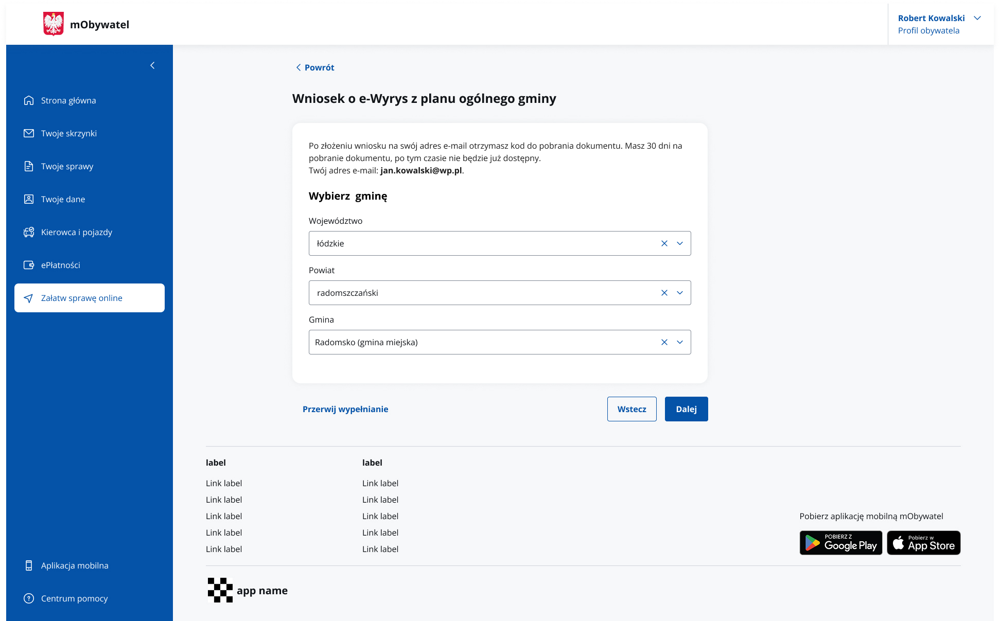 mObywatel
Robert Kowalski
Profil obywatela
Strona główna
Twoje skrzynki
Twoje sprawy
Twoje dane
Kierowca i pojazdy
ePłatności
Załatw sprawę online
Aplikacja mobilna
Centrum pomocy
Powrót
Wniosek o e-Wyrys z planu ogólnego gminy
Po złożeniu wniosku na swój adres e-mail otrzymasz kod do pobrania dokumentu. Masz 30 dni na
pobranie dokumentu, po tym czasie nie będzie już dostępny.
Twój adres e-mail: jan.kowalski@wp.pl.
Wybierz gminę
Województwo
łódzkie
Powiat
radomszczański
Gmina
Radomsko (gmina miejska)
Przerwij wypełnianie
Wstecz
Dalej
label
Link label
Link label
Link label
Link label
Link label
label
Link label
Link label
Link label
Link label
Link label
Pobierz aplikację mobilną mObywatel
POBIERZ Z
Google Play
Pobierz w
App Store
app name